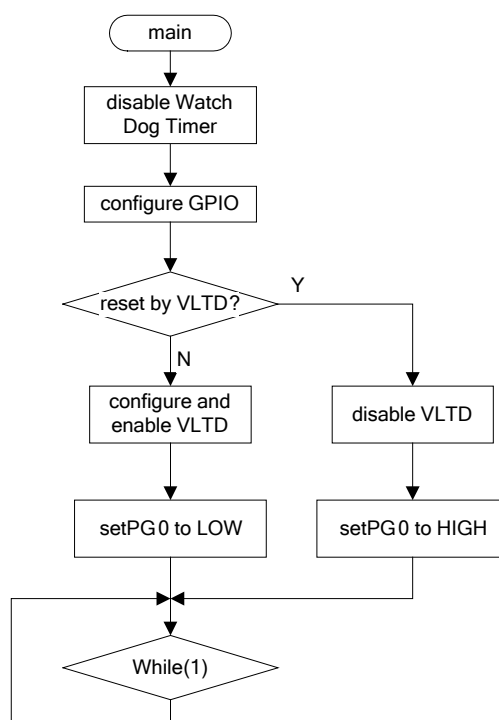 main
disable Watch
Dog Timer
configure GPIO
reset by VLTD?
Y
N
configure and
enable VLTD
disable VLTD
setPG0 to LOW
setPG0 to HIGH
While(1)